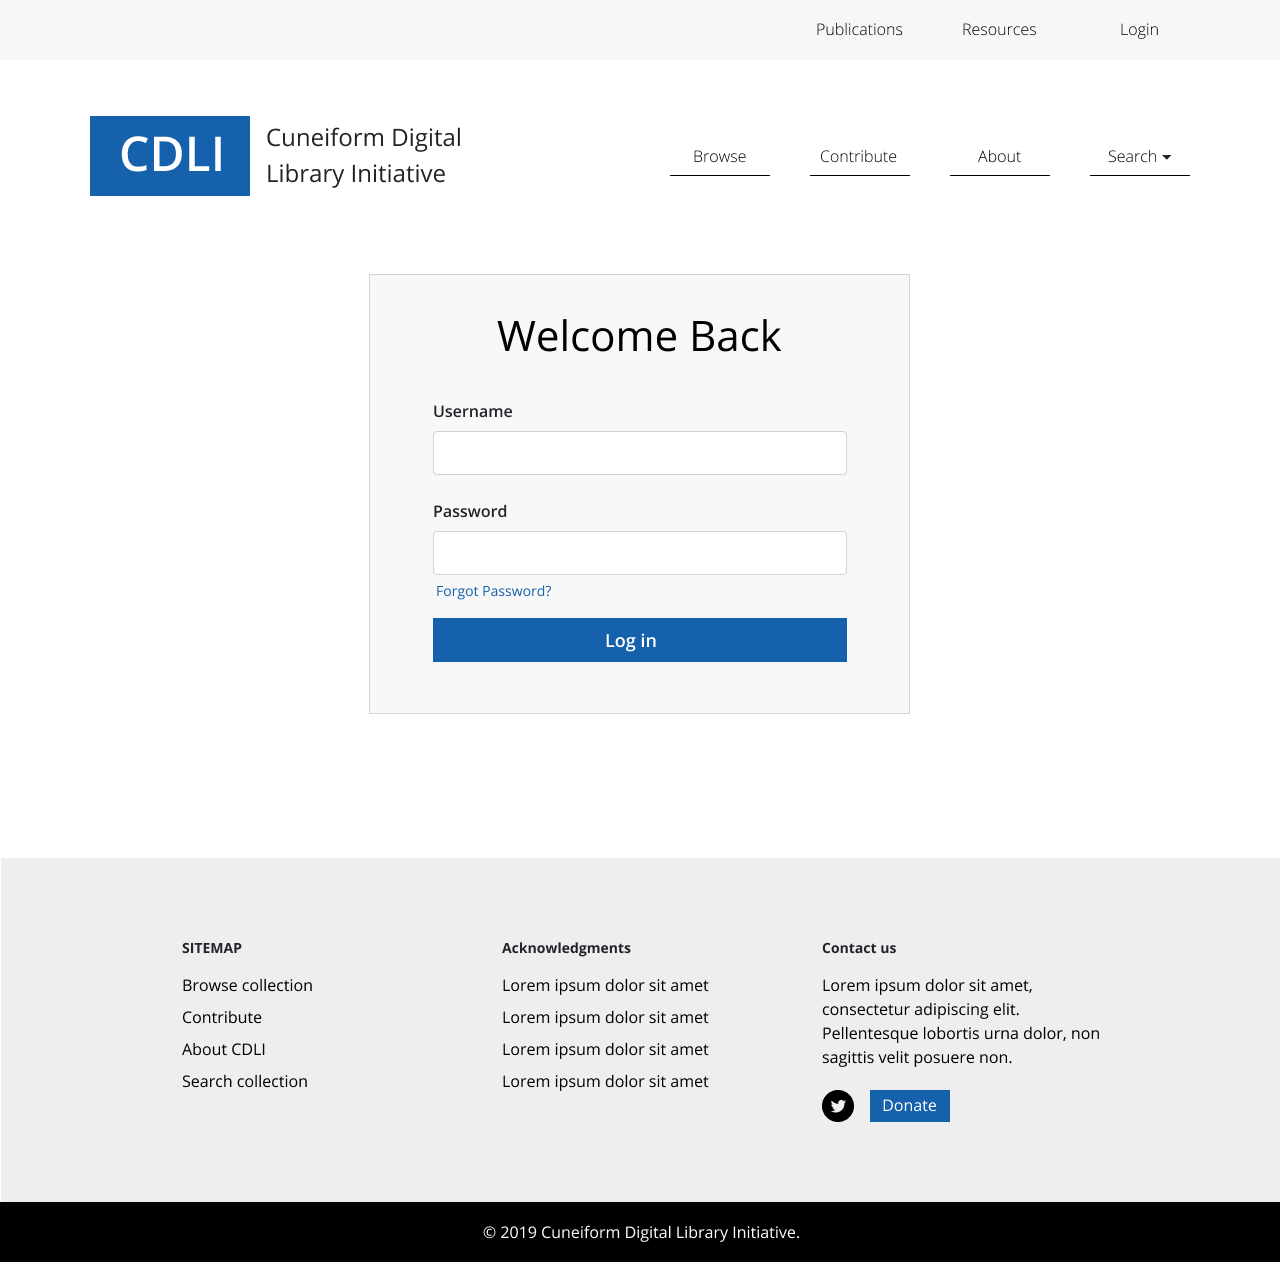 Publications Resources Login
CDLI
Cuneiform Digital
Library Initiative
Browse Contribute About Search
Welcome Back
Username
Password
Forgot Password?
Log in
SITEMAP
Browse collection
Contribute
About CDLI
Search collection
Acknowledgments
Lorem ipsum dolor sit amet
Lorem ipsum dolor sit amet
Lorem ipsum dolor sit amet
Lorem ipsum dolor sit amet
Contact us
Lorem ipsum dolor sit amet,
consectetur adipiscing elit.
Pellentesque lobortis urna dolor, non
sagittis velit posuere non.
Donate
© 2019 Cuneiform Digital Library Initiative.